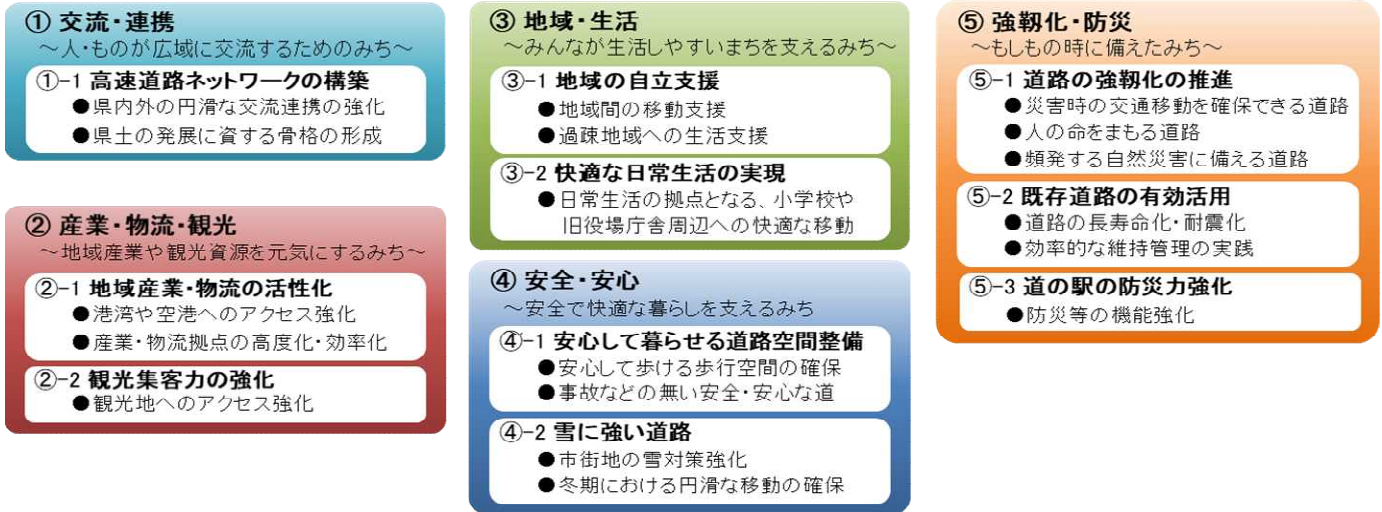 ① 交流・連携
～人・ものが広域に交流するためのみち～
①-1 高速道路ネットワークの構築
●県内外の円滑な交流連携の強化
●県土の発展に資する骨格の形成
② 産業・物流・観光
～地域産業や観光資源を元気にするみち～
②-1 地域産業・物流の活性化
●港湾や空港へのアクセス強化
●産業・物流拠点の高度化・効率化
②-2 観光集客力の強化
●観光地へのアクセス強化
③ 地域・生活
～みんなが生活しやすいまちを支えるみち～
③-1 地域の自立支援
●地域間の移動支援
●過疎地域への生活支援
③-2 快適な日常生活の実現
●日常生活の拠点となる、小学校や
旧役場庁舎周辺への快適な移動
④ 安全・安心
～安全で快適な暮らしを支えるみち
④-1 安心して暮らせる道路空間整備
●安心して歩ける歩行空間の確保
●事故などの無い安全・安心な道
④-2 雪に強い道路
●市街地の雪対策強化
●冬期における円滑な移動の確保
⑤ 強靱化・防災
～もしもの時に備えたみち～
⑤-1 道路の強靱化の推進
●災害時の交通移動を確保できる道路
●人の命をまもる道路
●頻発する自然災害に備える道路
⑤-2 既存道路の有効活用
●道路の長寿命化・耐震化
●効率的な維持管理の実践
⑤-3 道の駅の防災力強化
●防災等の機能強化